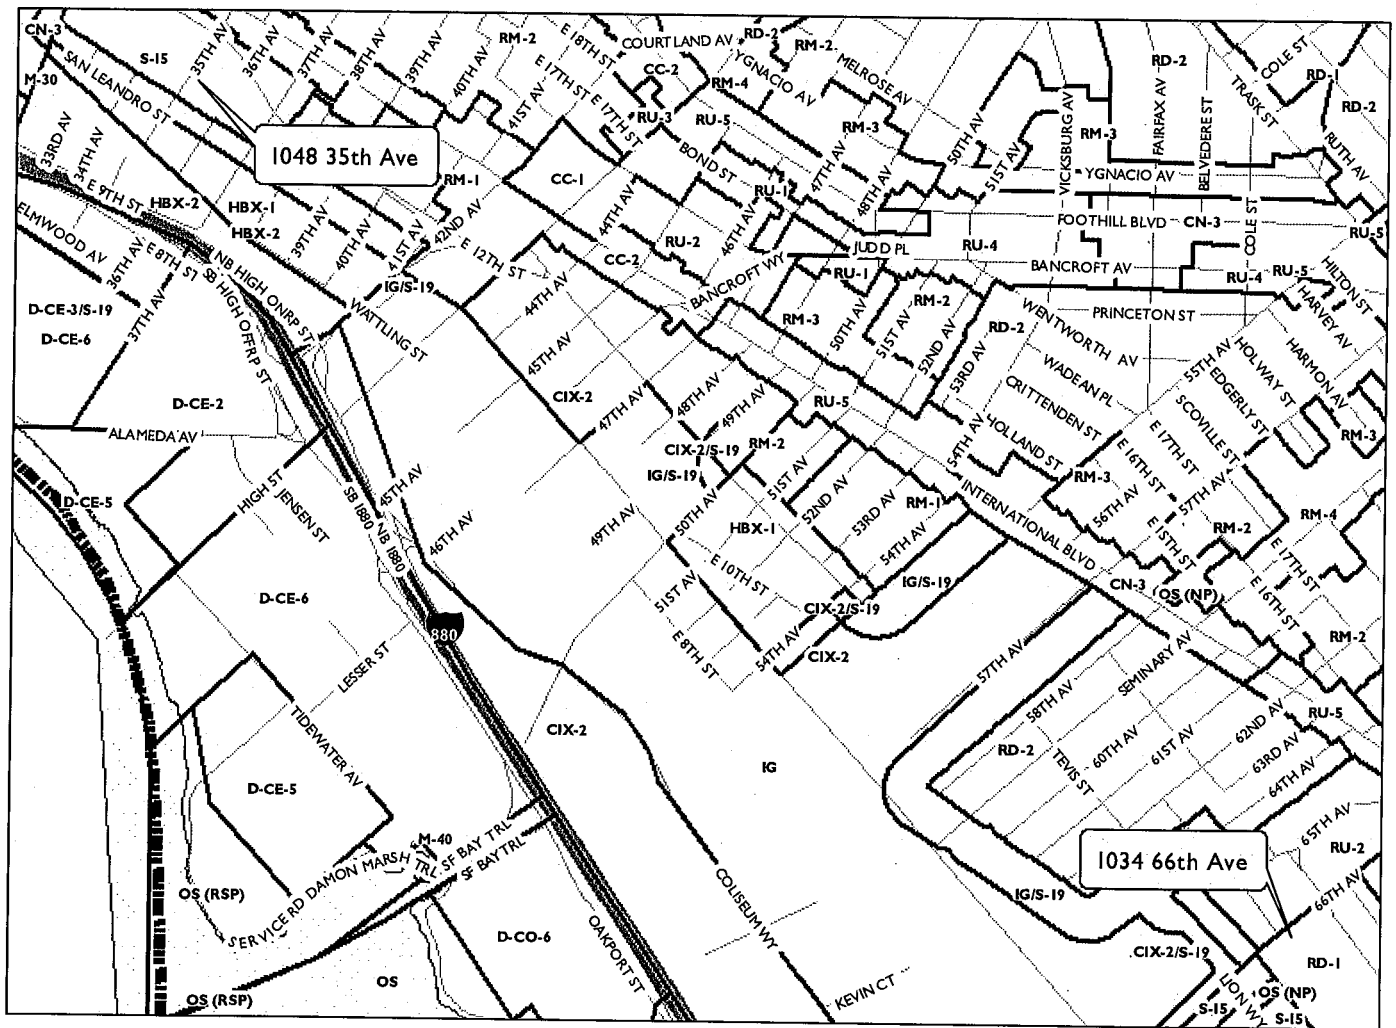 CN-3
S-15
35TH AV
36TH AV
37TH AV
38TH AV
39TH AV
40TH AV
RM-2
E 18TH ST
COURTLAND AV
RD-2
RM-2
MELROSE AV
RD-2
COLE ST
RD-1
M-30
SAN LEANDRO ST
E 17TH ST
CC-2
YGNACIO AV
RM-4
TRASK ST
RD-2
41ST AV
E 17TH ST
RU-3
RU-5
RM-3
50TH AV
VICKSBURG AV
RM-3
FAIRFAX AV
BELVEDERE ST
RUTH AV
33RD AV
34TH AV
1048 35th Ave
BOND ST
47TH AV
48TH AV
51ST AV
YGNACIO AV
RM-1
CC-1
RU-1
E 9TH ST
HBX-2
HBX-1
HBX-2
39TH AV
40TH AV
41ST AV
42ND AV
44TH AV
RU-2
46TH AV
FOOTHILL BLVD
CN-3
COLE ST
RU-5
ELMWOOD AV
36TH AV
E 8TH ST
E 12TH ST
CC-2
JUDD PL
RU-4
BANCROFT AV
RU-4
RU-5
HILTON ST
NB HIGH ONRP ST
SB HIGH OFFRP ST
IG/S-19
44TH AV
BANCROFT WY
RU-1
RM-2
HARVEY AV
D-CE-3/S-19
37TH AV
D-CE-6
WATTLING ST
RM-3
50TH AV
51ST AV
52ND AV
RD-2
WENTWORTH AV
PRINCETON ST
45TH AV
53RD AV
WADEAN PL
55TH AV
HOLWAY ST
HARMON AV
D-CE-2
CIX-2
47TH AV
48TH AV
49TH AV
RU-5
CRITTENDEN ST
EDGERLY ST
SCOVILLE ST
ALAMEDA AV
CIX-2/S-19
RM-2
54TH AV
HOLLAND ST
E 16TH ST
E 17TH ST
RM-3
IG/S-19
D-CE-5
HIGH ST
JENSEN ST
SB I880
NB I880
45TH AV
46TH AV
49TH AV
50TH AV
51ST AV
52ND AV
53RD AV
RM-1
INTERNATIONAL BLVD
RM-3
56TH AV
57TH AV
RM-4
HBX-1
54TH AV
E 15TH ST
RM-2
E 17TH ST
E 10TH ST
IG/S-19
CN-3
OS (NP)
E 16TH ST
D-CE-6
51ST AV
CIX-2/S-19
880
E 8TH ST
54TH AV
CIX-2
57TH AV
SEMINARY AV
RM-2
LESSER ST
TIDEWATER AV
58TH AV
RU-5
CIX-2
RD-2
TEVIS ST
60TH AV
61ST AV
62ND AV
63RD AV
64TH AV
IG
D-CE-5
M-40
65TH AV
RU-2
SERVICE RD
DAMON MARSH TRL
SF BAY TRL
SF BAY TRL
1034 66th Ave
66TH AV
OS (RSP)
COLISEUM WY
IG/S-19
D-CO-6
OAKPORT ST
CIX-2/S-19
RD-1
OS (RSP)
OS
KEVIN CT
LION WY
S-15
OS (NP)
S-15